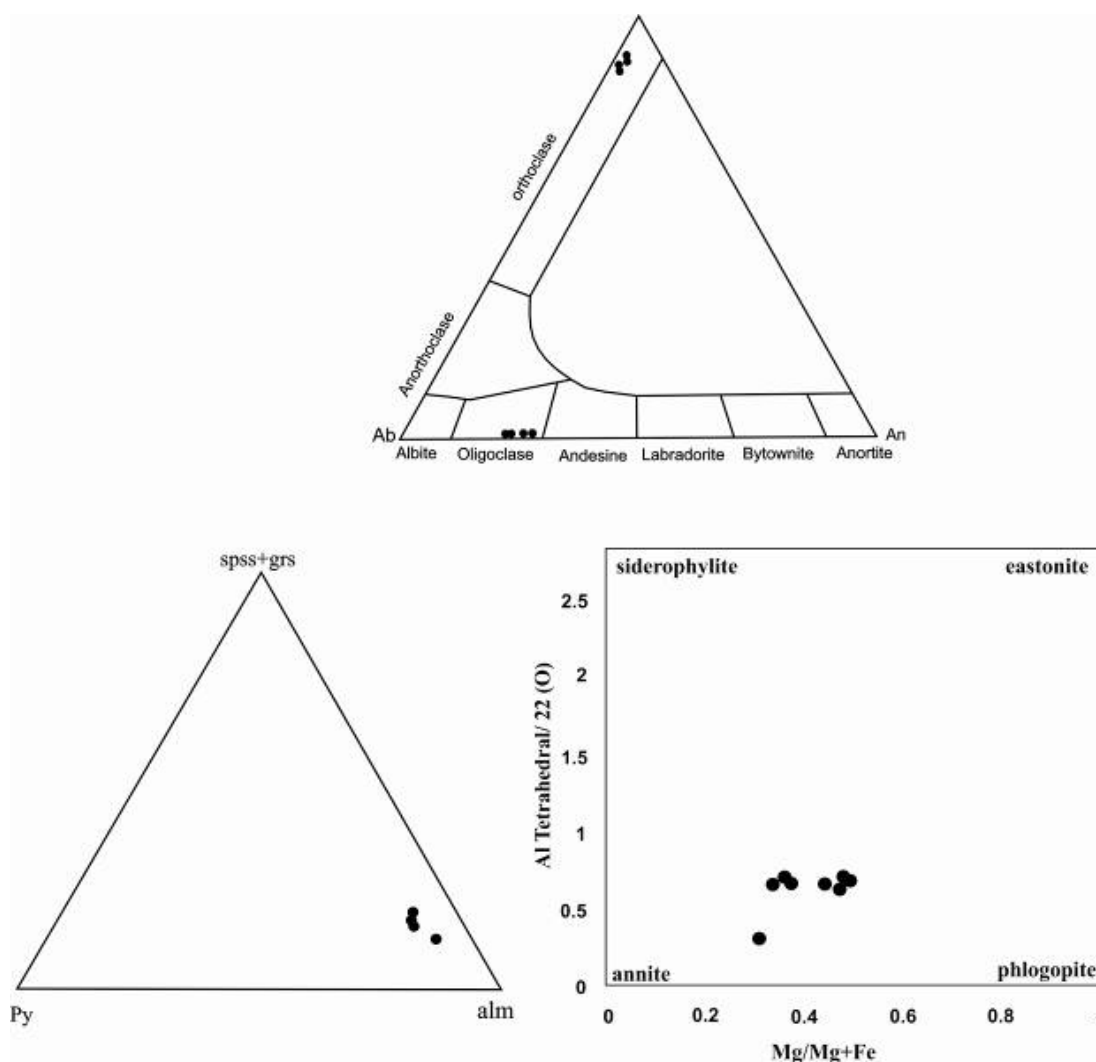 orthoclase
Anorthoclase
Ab
An
Albite Oligoclase Andesine Labradorite Bytownite Anortite
spss+grs
Py
alm
siderophylite eastonite
2.5
2
1.5
1
0.5
0
Al Tetrahedral/ 22 (O)
annite phlogopite
0 0.2 0.4 0.6 0.8
Mg/Mg+Fe